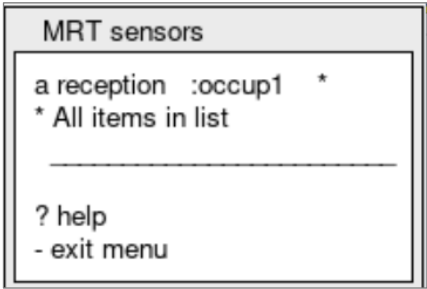 MRT sensors
a reception :occup1 *
* All items in list
? help
- exit menu